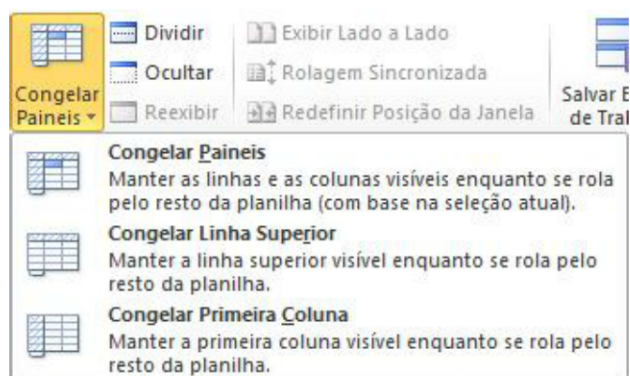 Congelar Paineis
Dividir
Ocultar
Reexibir
Exibir Lado a Lado
Rolagem Sincronizada
Redefinir Posição da Janela
Salvar
de
Congelar Paineis
Manter as linhas e as colunas visíveis enquanto se rola
pelo resto da planilha (com base na seleção atual).
Congelar Linha Superior
Manter a linha superior visível enquanto se rola pelo
resto da planilha.
Congelar Primeira Coluna
Manter a primeira coluna visível enquanto se rola pelo
resto da planilha.